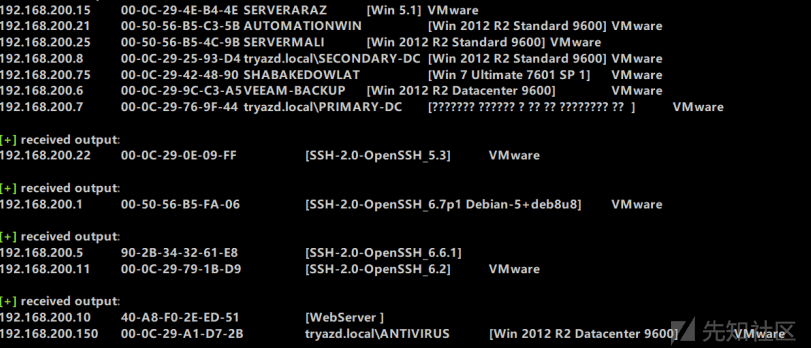 192.168.200.15 00-0C-29-4E-B4-4E SERVERARAZ [Win 5.1] VMware
192.168.200.21 00-50-56-B5-C3-5B AUTOMATIONWIN [Win 2012 R2 Standard 9600] VMware
192.168.200.25 00-50-56-B5-4C-9B SERVERMALI [Win 2012 R2 Standard 9600] VMware
192.168.200.8 00-0C-29-25-93-D4 tryazd.local\SECONDARY-DC [Win 2012 R2 Standard 9600] VMware
192.168.200.75 00-0C-29-42-48-90 SHABAKEDOWLAT [Win 7 Ultimate 7601 SP 1] VMware
192.168.200.6 00-0C-29-9C-C3-A5 VEEAM-BACKUP [Win 2012 R2 Datacenter 9600] VMware
192.168.200.7 00-0C-29-76-9F-44 tryazd.local\PRIMARY-DC [??????? ?????? ? ?? ?? ???????? ?? ] VMware
[+] received output:
192.168.200.22 00-0C-29-0E-09-FF [SSH-2.0-OpenSSH_5.3] VMware
[+] received output:
192.168.200.1 00-50-56-B5-FA-06 [SSH-2.0-OpenSSH_6.7p1 Debian-5+deb8u8] VMware
[+] received output:
192.168.200.5 90-2B-34-32-61-E8 [SSH-2.0-OpenSSH_6.6.1]
192.168.200.11 00-0C-29-79-1B-D9 [SSH-2.0-OpenSSH_6.2] VMware
[+] received output:
192.168.200.10 40-A8-F0-2E-ED-51 [WebServer ]
192.168.200.150 00-0C-29-A1-D7-2B tryazd.local\ANTIVIRUS [Win 2012 R2 Datacenter 9600] VMware
先知社区